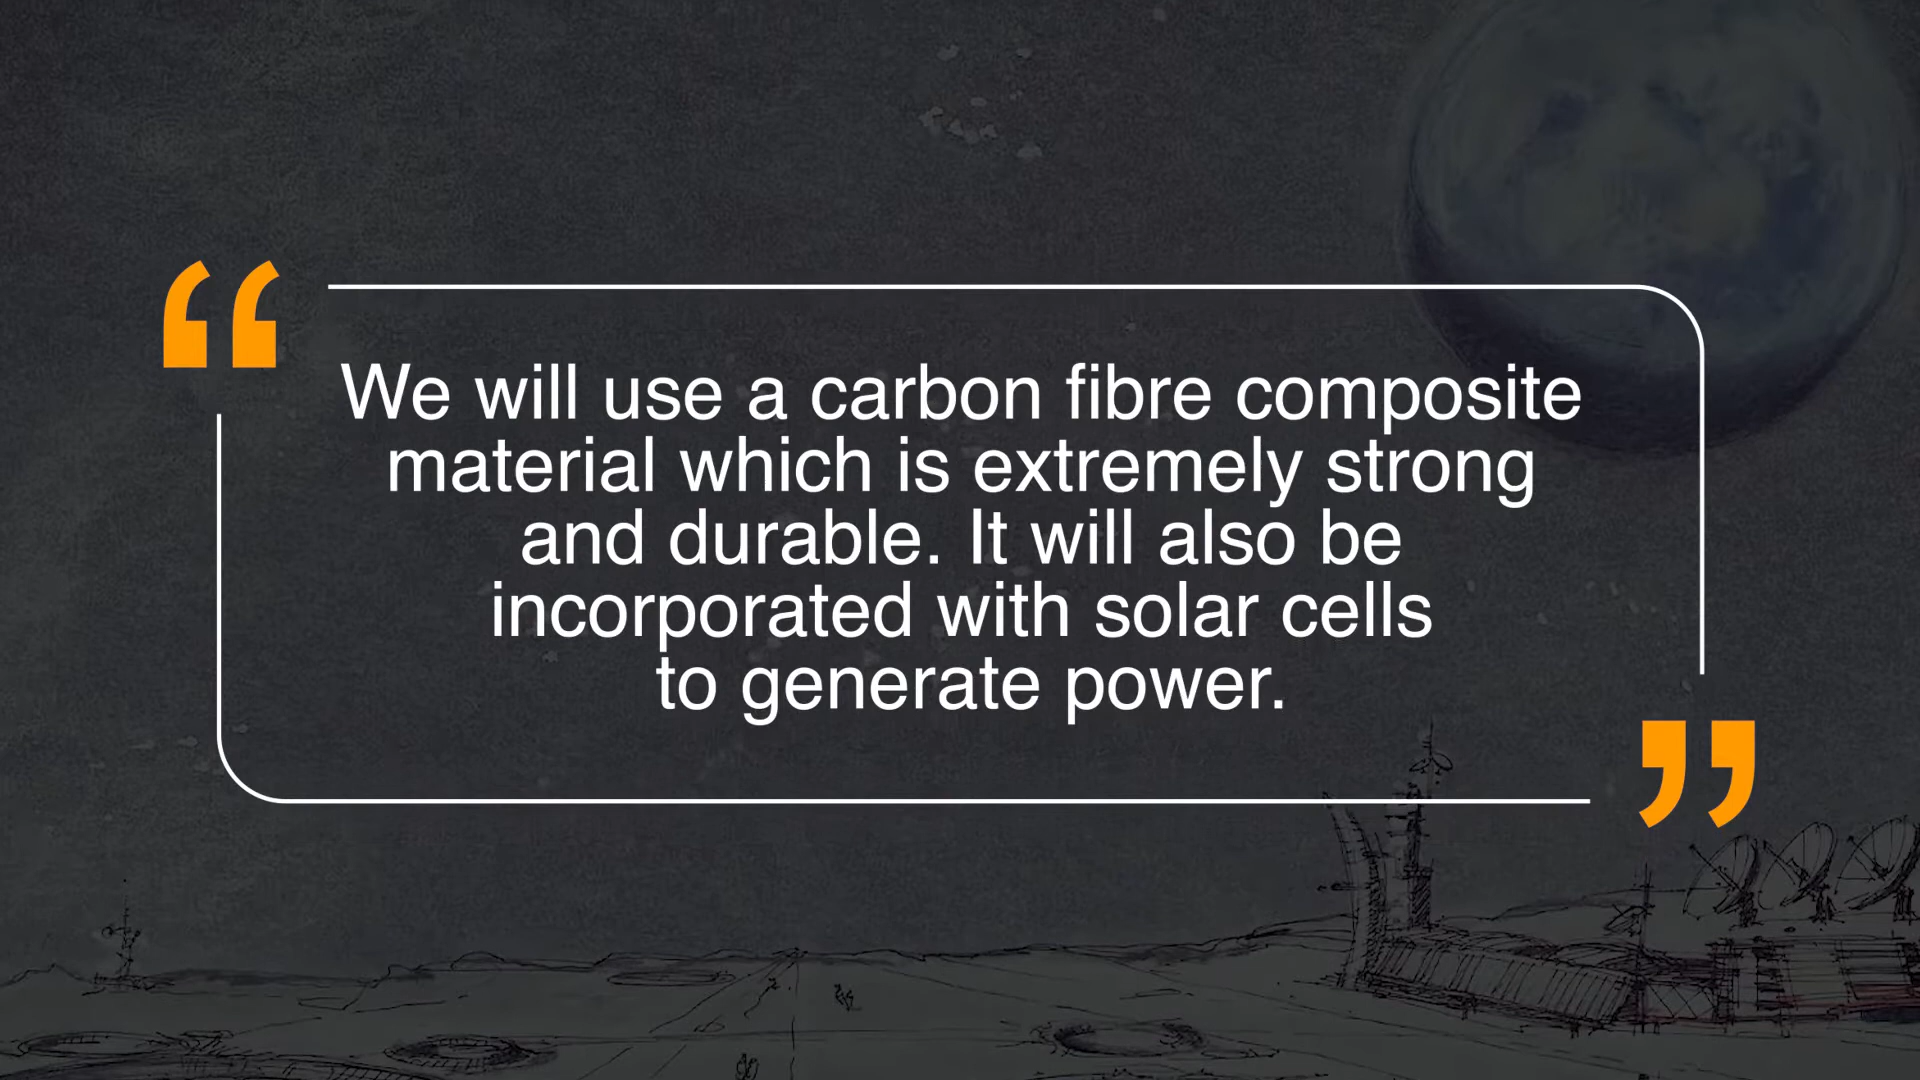 “
We will use a carbon fibre composite
material which is extremely strong
and durable. It will also be
incorporated with solar cells
to generate power.
”